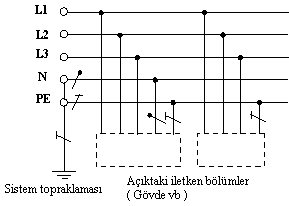 L1
L2
L3
N
PE
Sistem topraklaması
Açıktaki iletken bölümler
( Gövde vb )